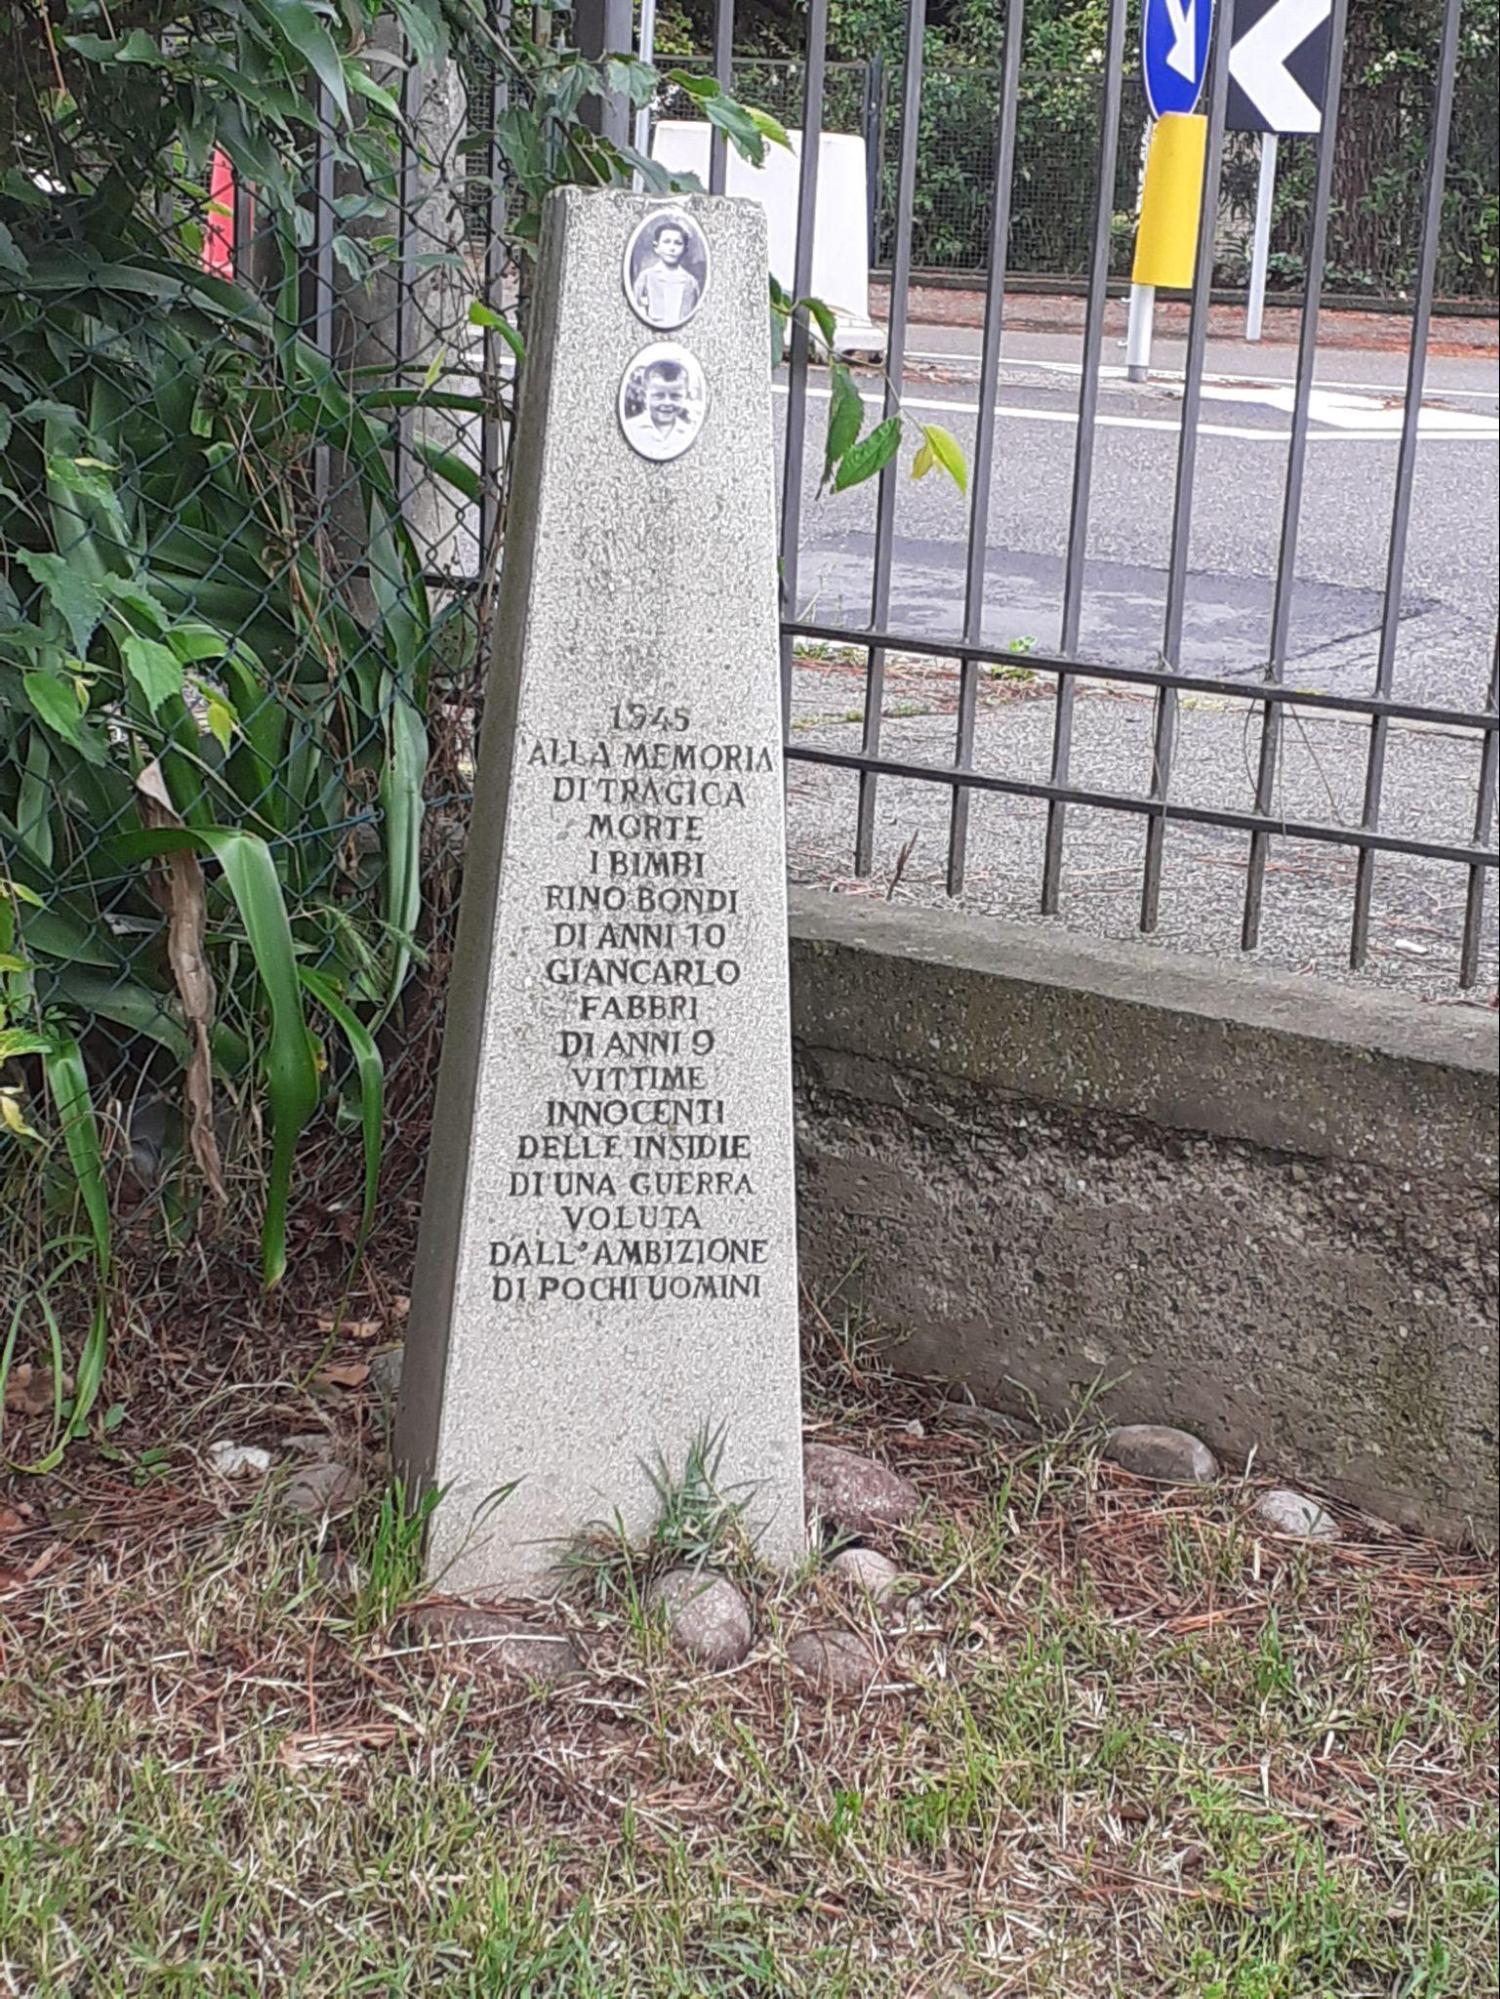 1945
ALLA MEMORIA
DI TRAGICA
MORTE
I BIMBI
RINO BONDI
DI ANNI 10
GIANCARLO
FABBRI
DI ANNI 9
VITTIME
INNOCENTI
DELLE INSIDIE
DI UNA GUERRA
VOLUTA
DALL'AMBIZIONE
DI POCHI UOMINI